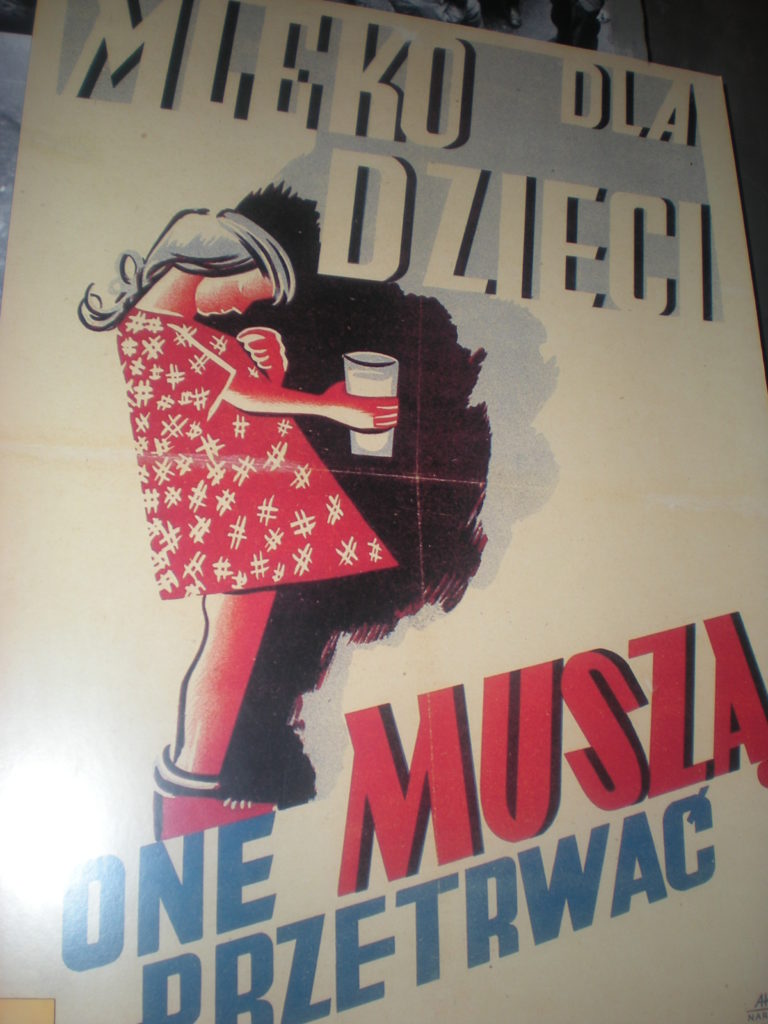 MLEKO DLA
DZIECI
MUSZĄ
ONE
PRZETRWAĆ